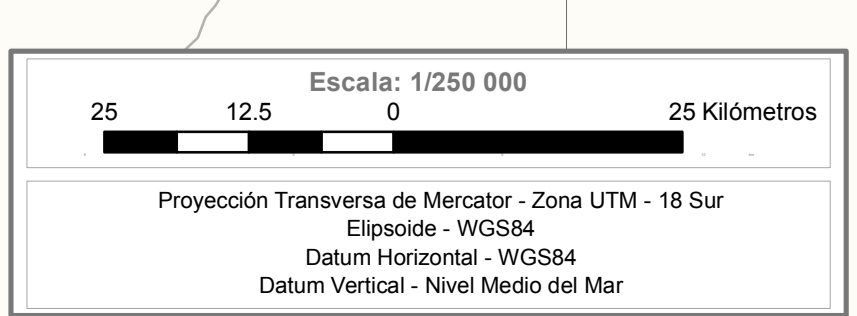 Escala: 1/250 000
25 12.5 0 25 Kilómetros
Proyección Transversa de Mercator - Zona UTM - 18 Sur
Elipsoide - WGS84
Datum Horizontal - WGS84
Datum Vertical - Nivel Medio del Mar